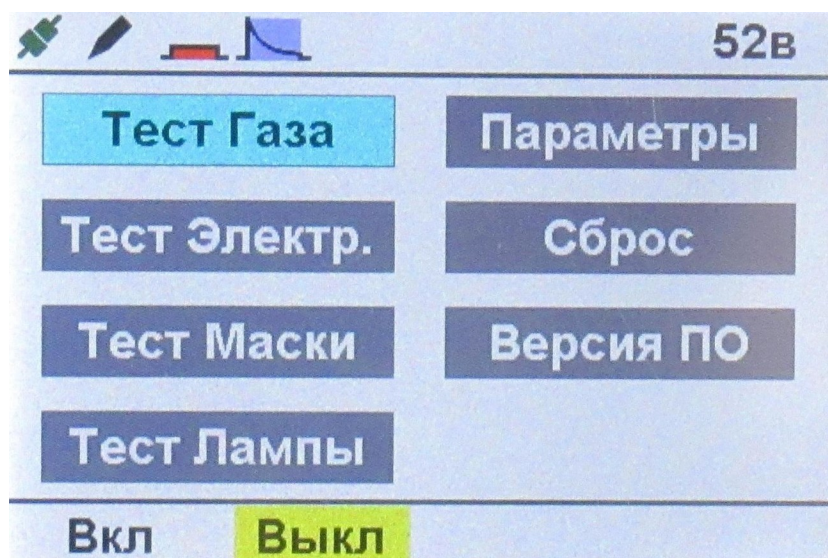 52в
Тест Газа
Параметры
Тест Электр.
Сброс
Тест Маски
Версия ПО
Тест Лампы
Вкл Выкл